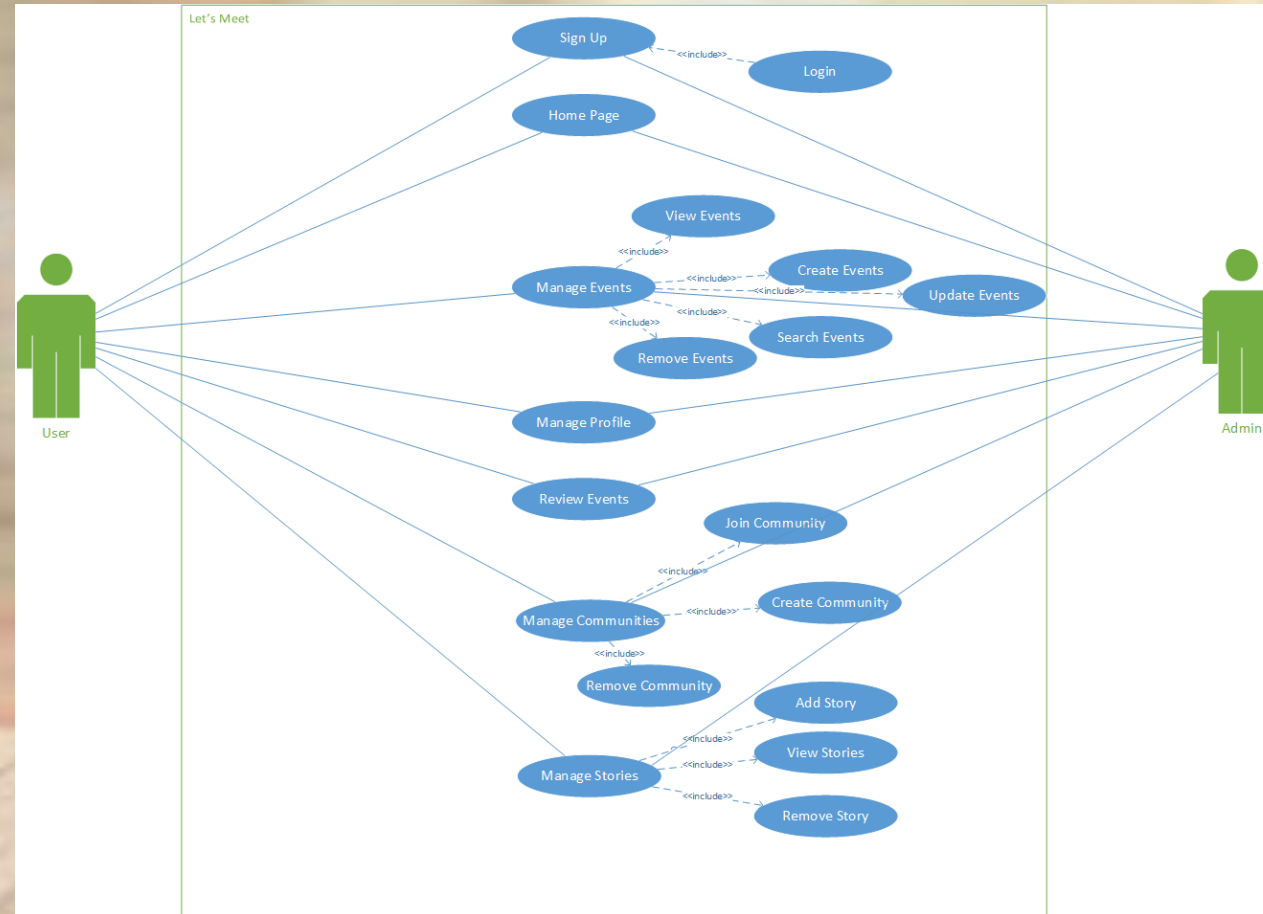 Let's Meet
Sign Up
<<include>>
Login
Home Page
View Events
<<include>>
Create Events
<<include>>
Manage Events
<<include>>
Update Events
<<include>>
Search Events
<<include>>
Remove Events
Manage Profile
User
Admin
Review Events
Join Community
<<include>>
Create Community
<<include>>
Manage Communities
<<include>>
Remove Community
Add Story
<<include>>
View Stories
<<include>>
Manage Stories
<<include>>
Remove Story